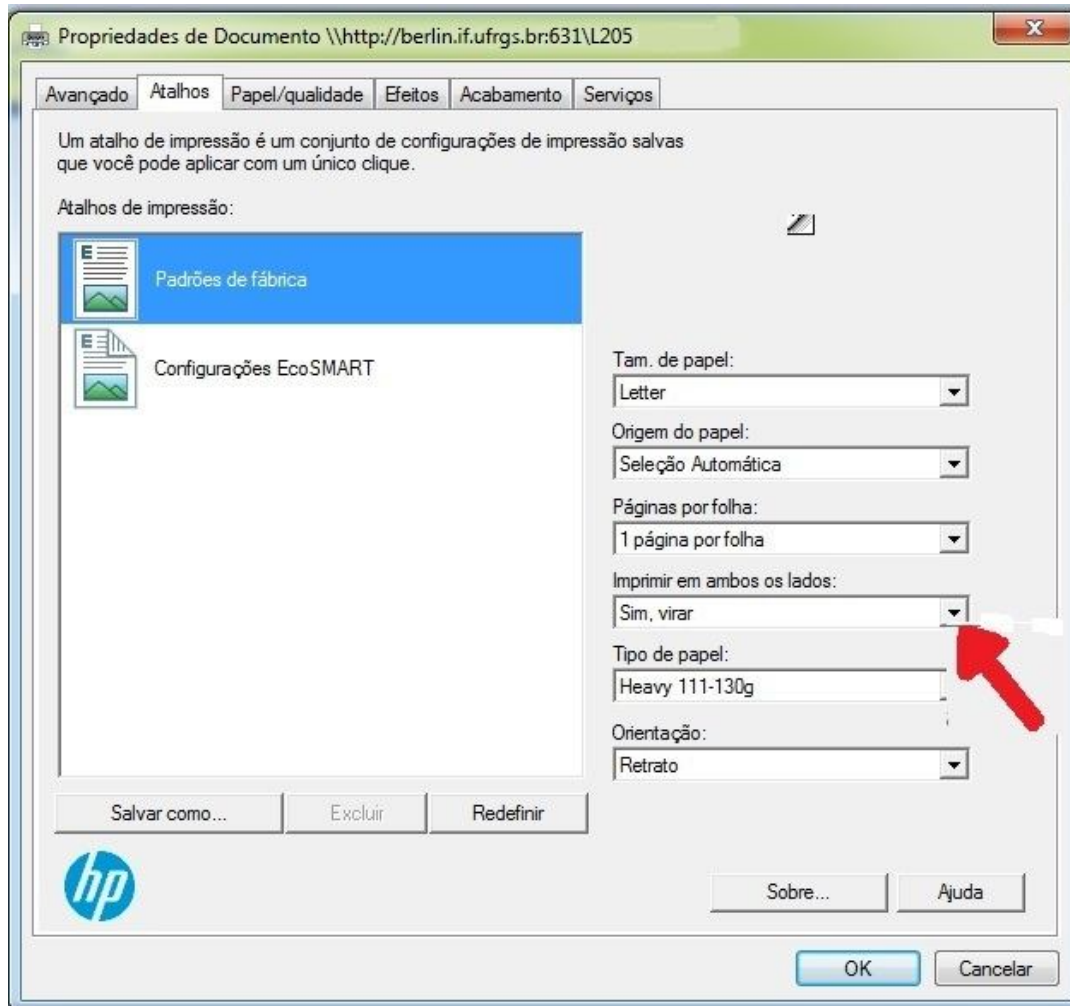 Propriedades de Documento \\http://berlin.if.ufrgs.br:631\L205
X
Avançado Atalhos Papel/qualidade Efeitos Acabamento Serviços
Um atalho de impressão é um conjunto de configurações de impressão salvas
que você pode aplicar com um único clique.
Atalhos de impressão:
E
Padrões de fábrica
E
Configurações EcoSMART
Tam. de papel:
Letter
Origem do papel:
Seleção Automática
Páginas por folha:
1 página por folha
Imprimir em ambos os lados:
Sim, virar
Tipo de papel:
Heavy 111-130g
Orientação:
Retrato
Salvar como... Excluir Redefinir
hp
Sobre... Ajuda
OK Cancelar